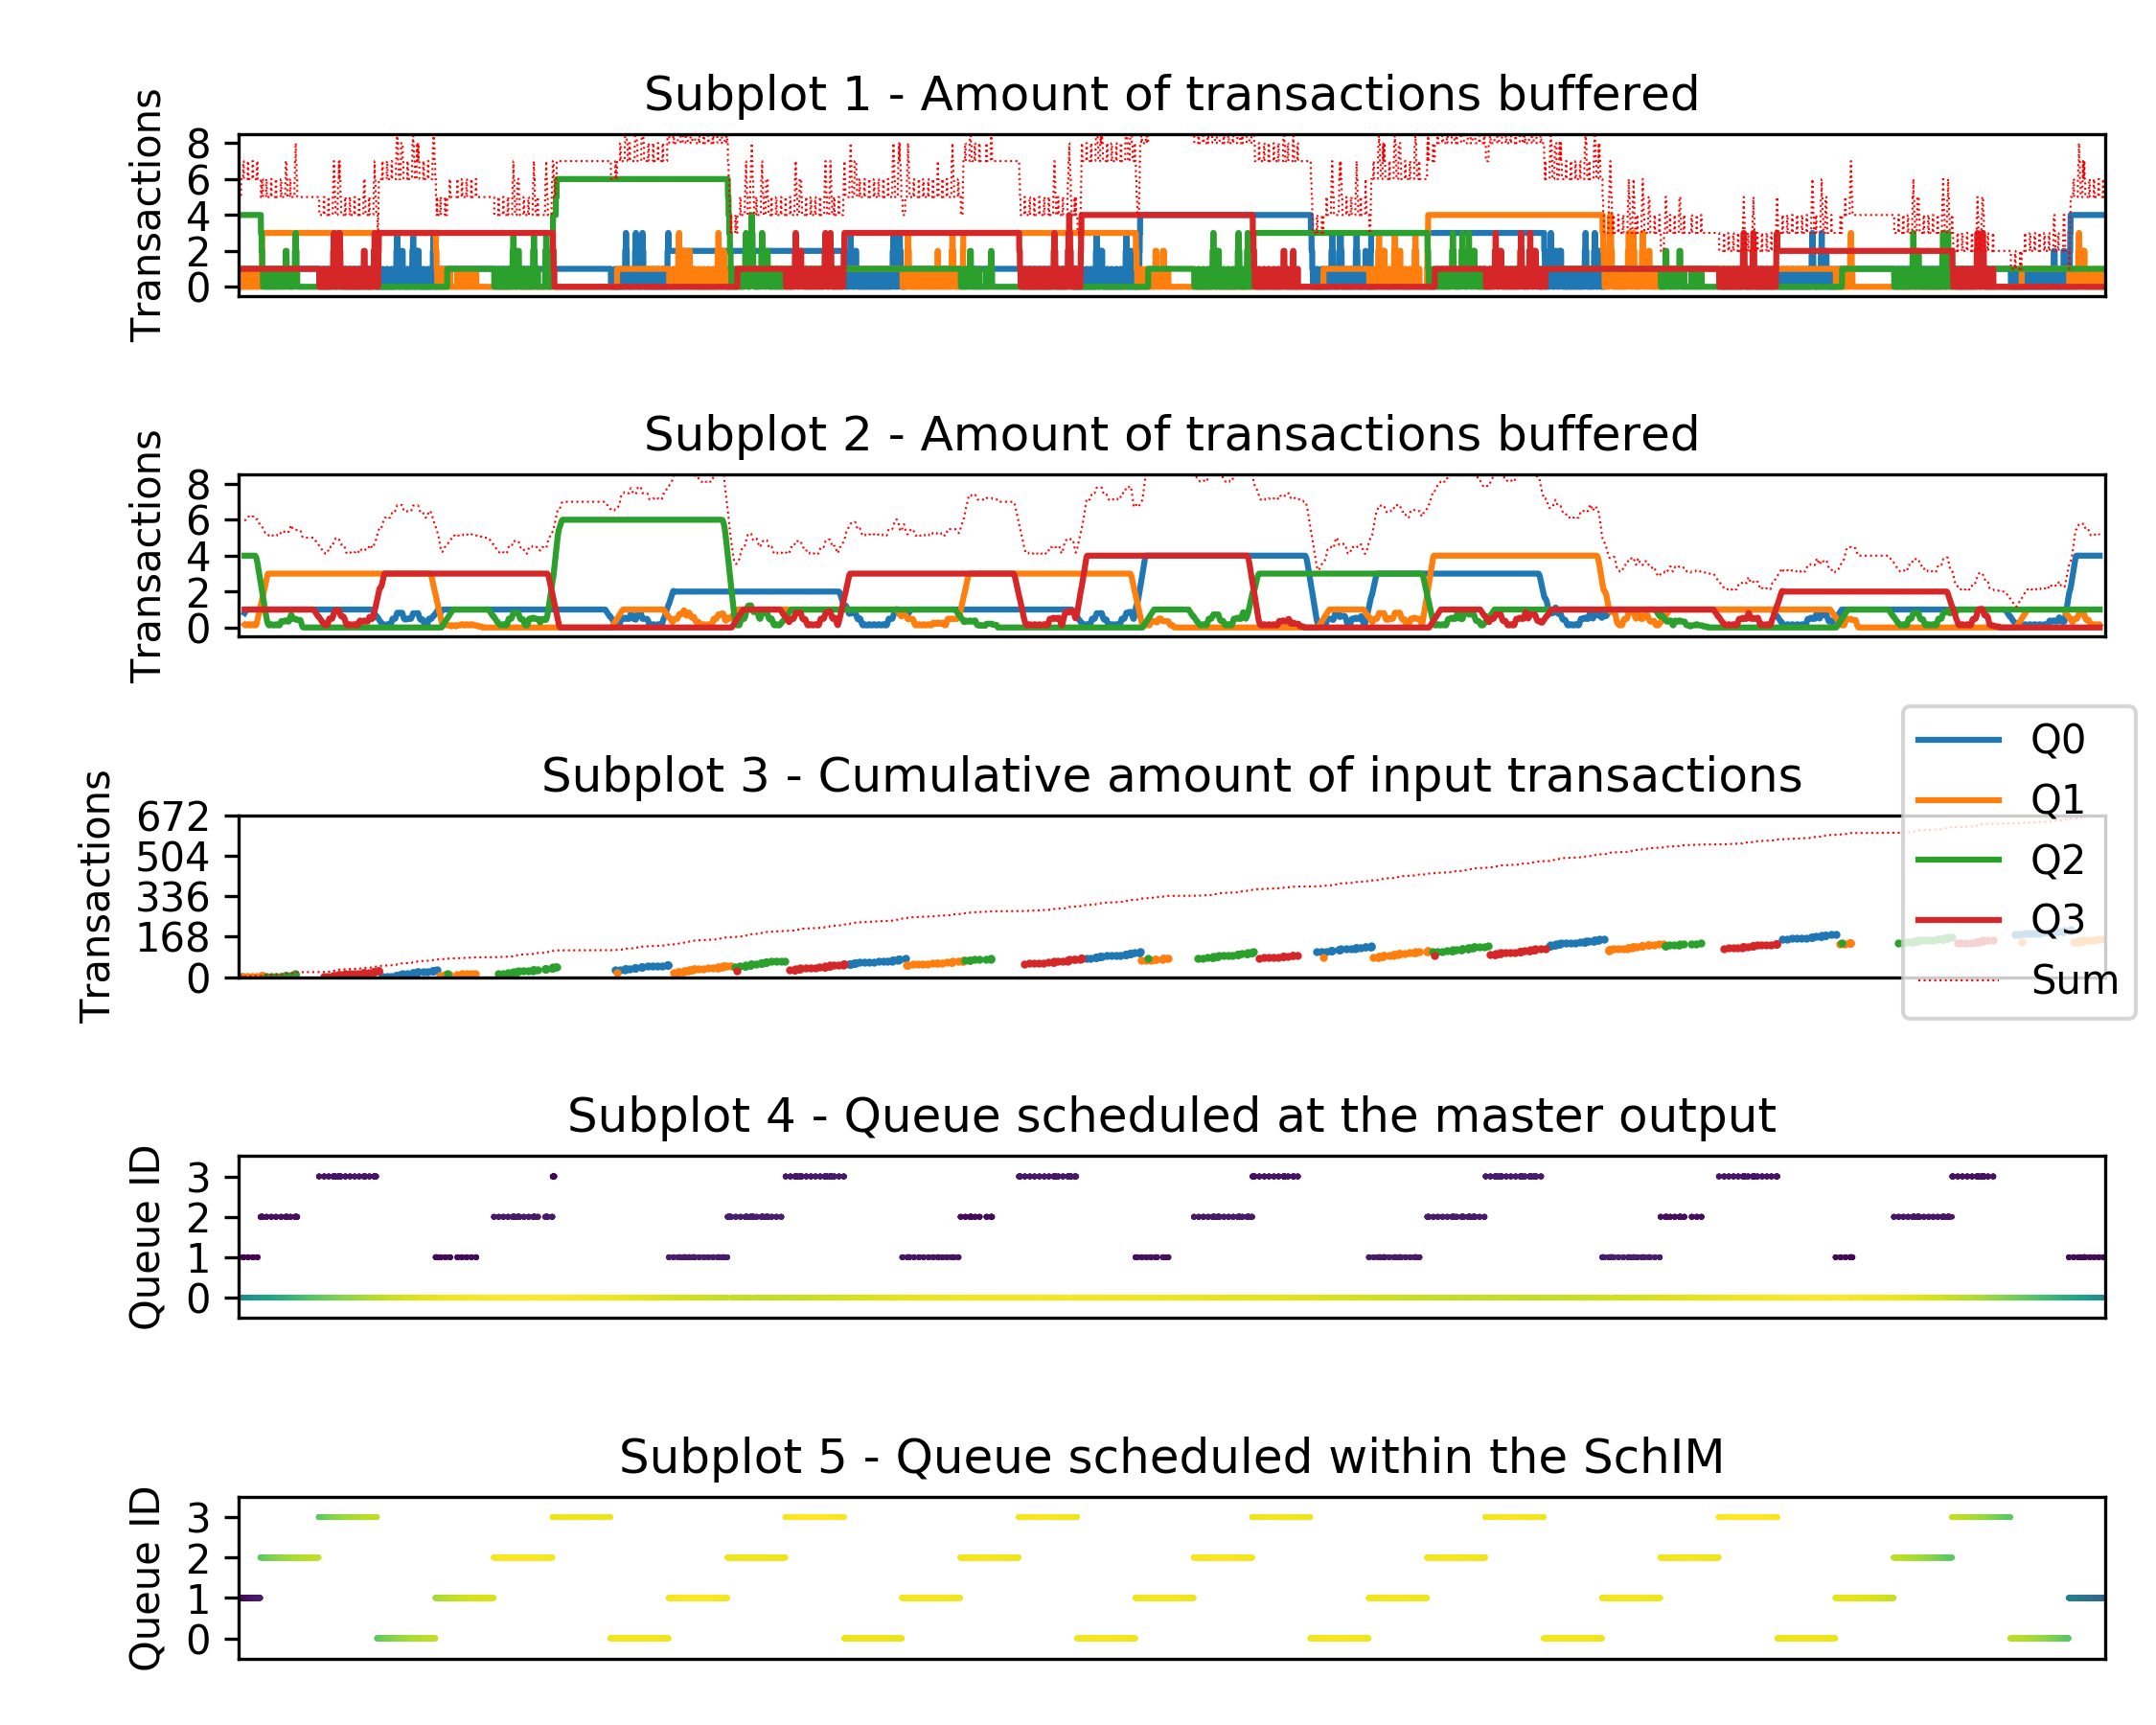 Subplot 1 - Amount of transactions buffered
Transactions
8
6
4
2
0
Subplot 2 - Amount of transactions buffered
Transactions
8
6
4
2
0
Subplot 3 - Cumulative amount of input transactions
Transactions
672
504
336
168
0
Q0
Q1
Q2
Q3
Sum
Subplot 4 - Queue scheduled at the master output
Queue ID
3
2
1
0
Subplot 5 - Queue scheduled within the SchIM
Queue ID
3
2
1
0